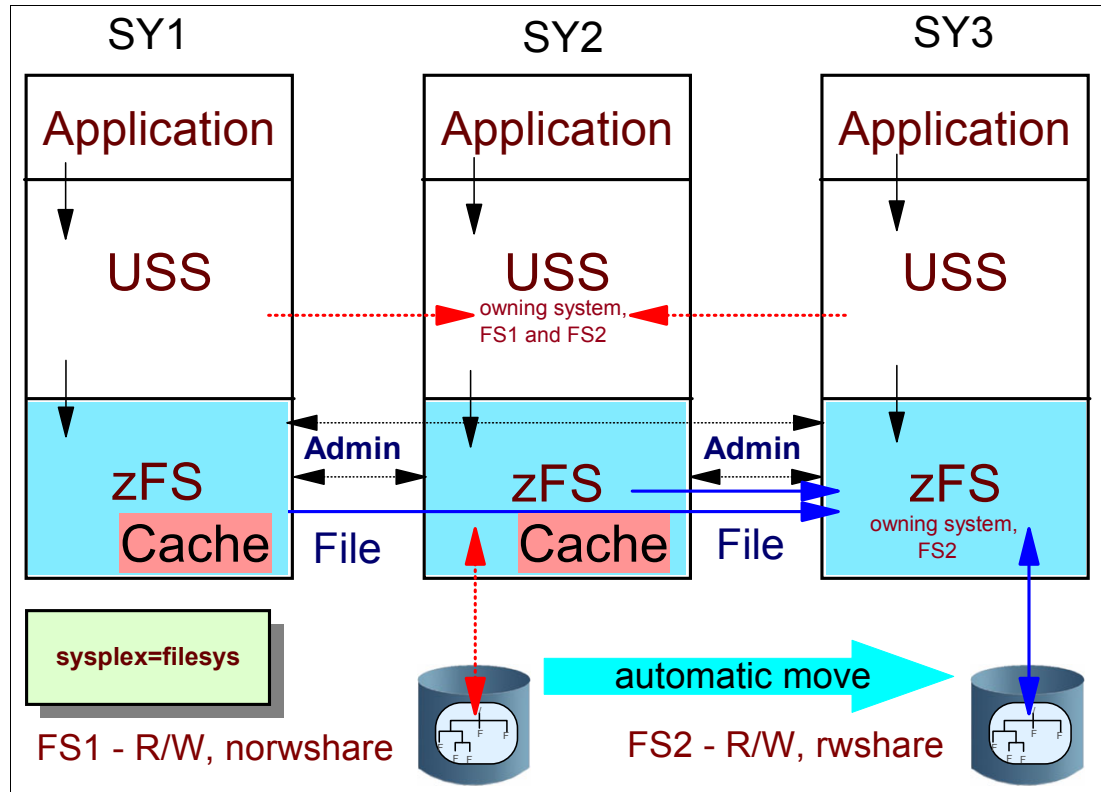 SY1
SY2
SY3
Application
Application
Application
USS
USS
USS
owning system,
FS1 and FS2
Admin
Admin
zFS
zFS
zFS
owning system,
FS2
Cache
File
Cache
File
sysplex=filesys
automatic move
F
F
F
F
F
F
F
F
F
F
FS1 - R/W, norwshare
FS2 - R/W, rwshare